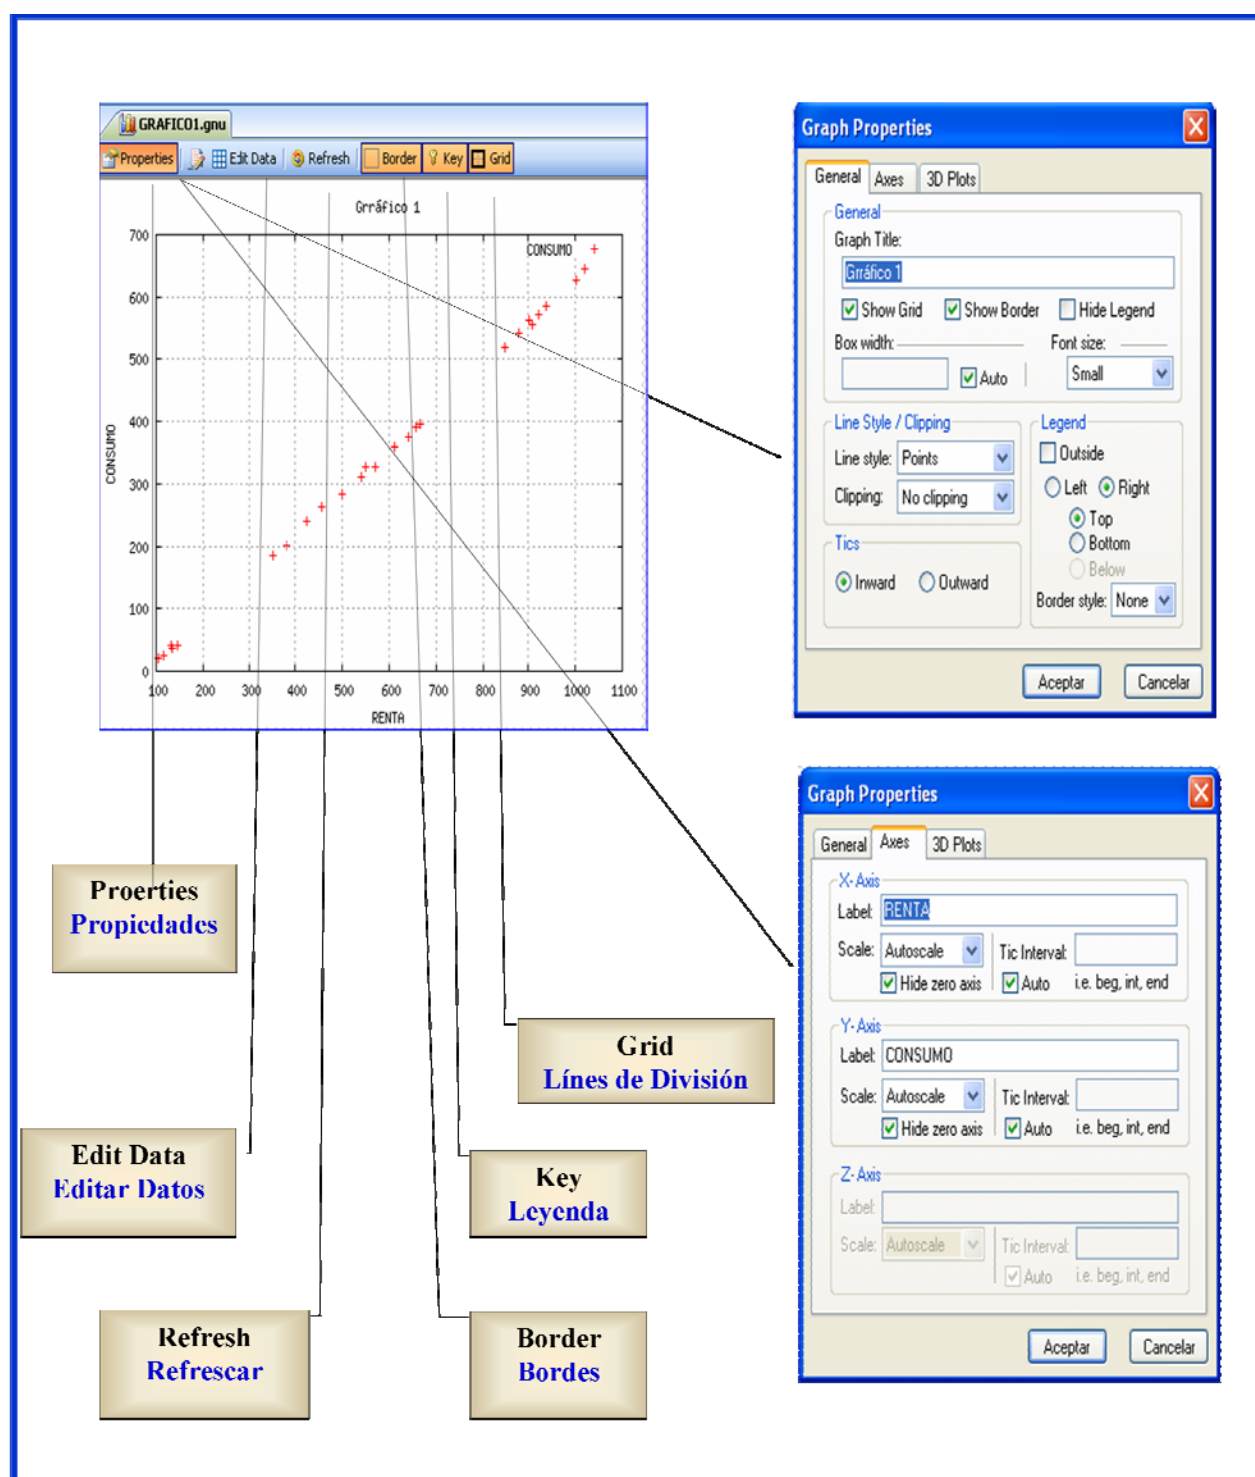 GRAFICO1.gnu
Properties Edit Data Refresh Border Key Grid
Grráfico 1
CONSUMO
700
600
500
400
300
200
100
0
CONSUMO
100 200 300 400 500 600 700 800 900 1000 1100
RENTA
Graph Properties
General Axes 3D Plots
General
Graph Title:
Grráfico 1
Show Grid Show Border Hide Legend
Box width: Font size:
Auto Small
Line Style / Clipping
Line style: Points
Clipping: No clipping
Tics
Inward Outward
Legend
Outside
Left Right
Top
Bottom
Below
Border style: None
Aceptar Cancelar
Graph Properties
General Axes 3D Plots
X- Axis
Label: RENTA
Scale: Autoscale Tic Interval:
Hide zero axis Auto i.e. beg, int, end
Y- Axis
Label: CONSUMO
Scale: Autoscale Tic Interval:
Hide zero axis Auto i.e. beg, int, end
Z- Axis
Label:
Scale: Autoscale Tic Interval:
Auto i.e. beg, int, end
Aceptar Cancelar
Proerties
Propiedades
Grid
Línes de División
Edit Data
Editar Datos
Key
Leyenda
Refresh
Refrescar
Border
Bordes